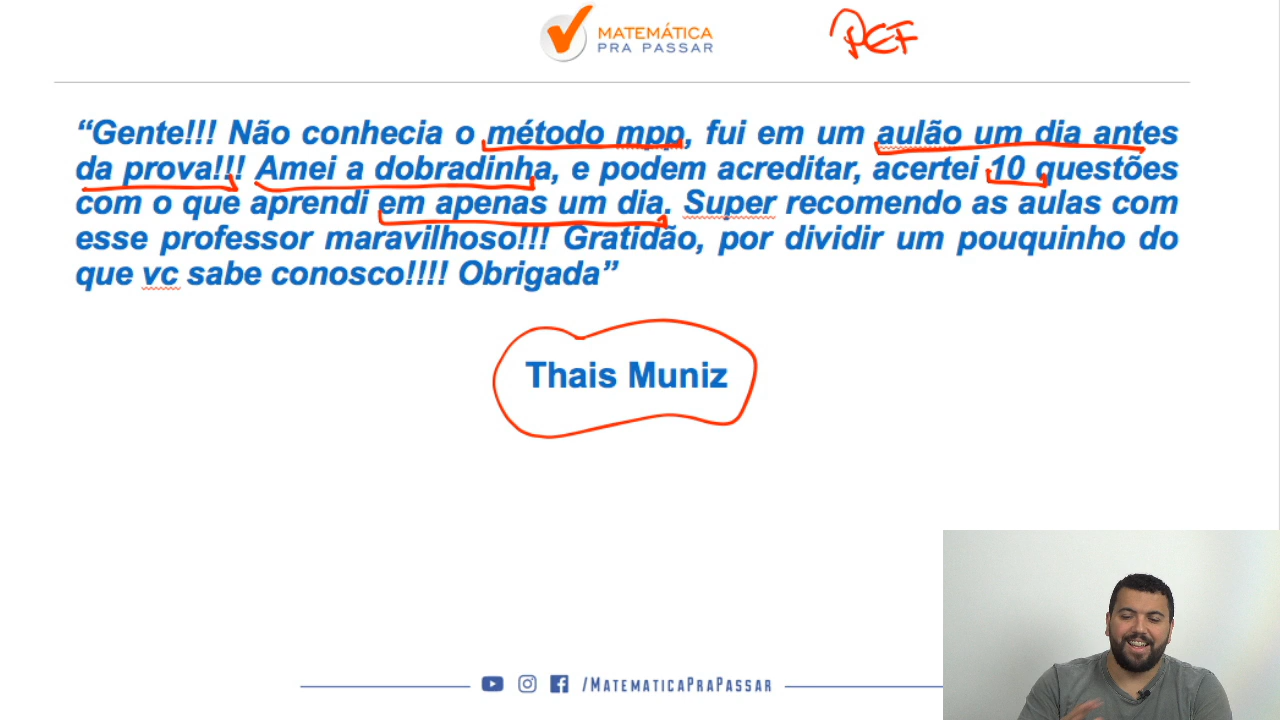 MATEMÁTICA
PRA PASSAR
“Gente!!! Não conhecia o método mpp, fui em um aulão um dia antes
da prova!!! Amei a dobradinha, e podem acreditar, acertei 10 questões
com o que aprendi em apenas um dia. Super recomendo as aulas com
esse professor maravilhoso!!! Gratidão, por dividir um pouquinho do
que vc sabe conosco!!!! Obrigada”
Thais Muniz
/MATEMATICAPRAPASSAR